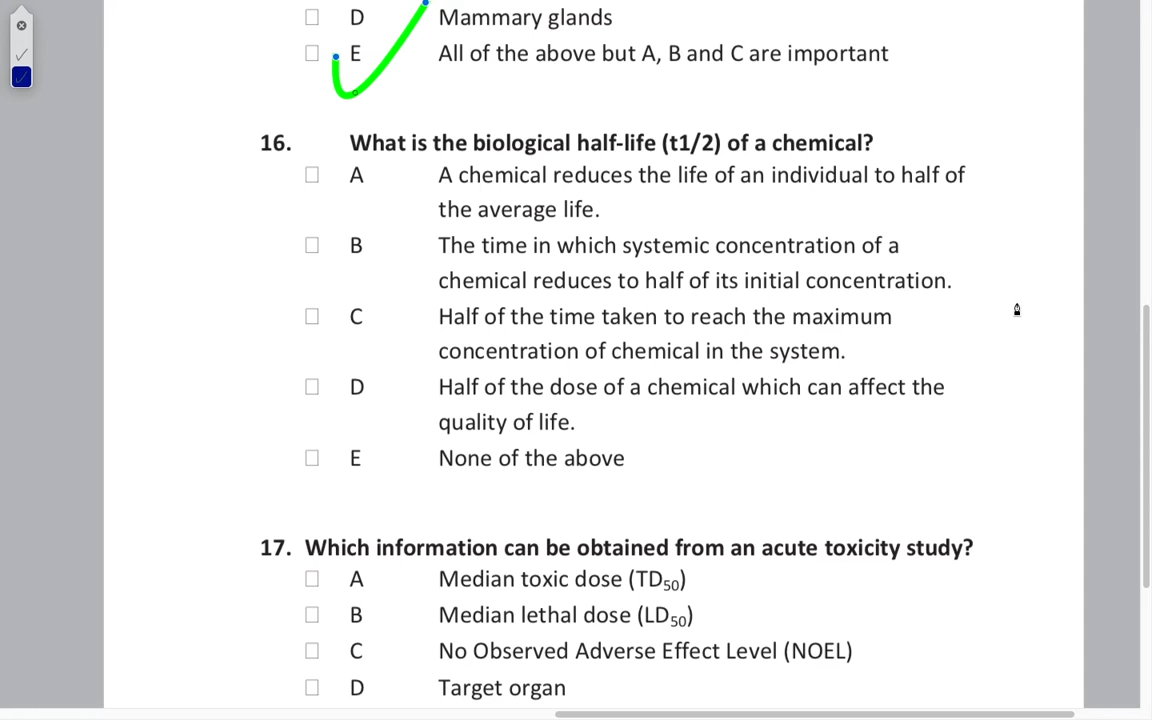 D Mammary glands
E All of the above but A, B and C are important
16. What is the biological half-life (t1/2) of a chemical?
A A chemical reduces the life of an individual to half of
the average life.
B The time in which systemic concentration of a
chemical reduces to half of its initial concentration.
C Half of the time taken to reach the maximum
concentration of chemical in the system.
D Half of the dose of a chemical which can affect the
quality of life.
E None of the above
17. Which information can be obtained from an acute toxicity study?
A Median toxic dose (TD₅₀)
B Median lethal dose (LD₅₀)
C No Observed Adverse Effect Level (NOEL)
D Target organ